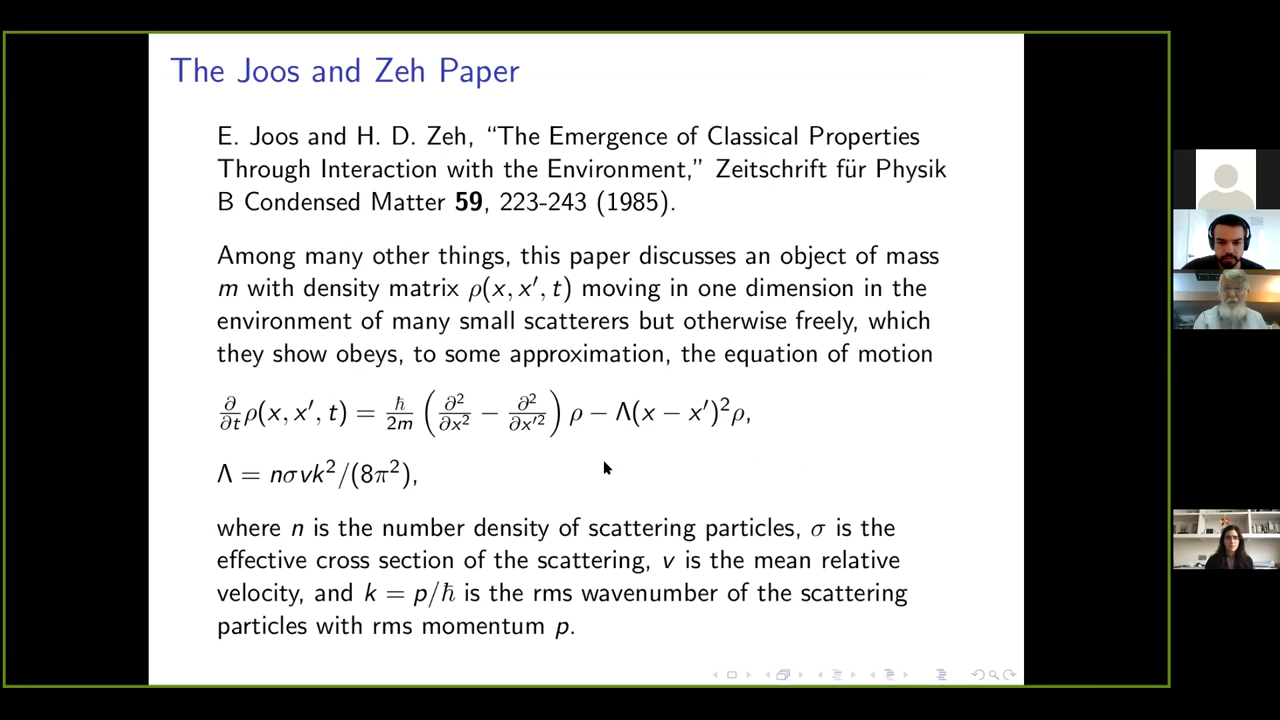 The Joos and Zeh Paper
E. Joos and H. D. Zeh, “The Emergence of Classical Properties
Through Interaction with the Environment,” Zeitschrift für Physik
B Condensed Matter 59, 223-243 (1985).
Among many other things, this paper discusses an object of mass
m with density matrix ρ(x, x′, t) moving in one dimension in the
environment of many small scatterers but otherwise freely, which
they show obeys, to some approximation, the equation of motion
∂/∂t ρ(x, x′, t) = ℏ/2m (∂²/∂x² − ∂²/∂x′²) ρ − Λ(x − x′)²ρ,
Λ = nσvk²/(8π²),
where n is the number density of scattering particles, σ is the
effective cross section of the scattering, v is the mean relative
velocity, and k = p/ℏ is the rms wavenumber of the scattering
particles with rms momentum p.